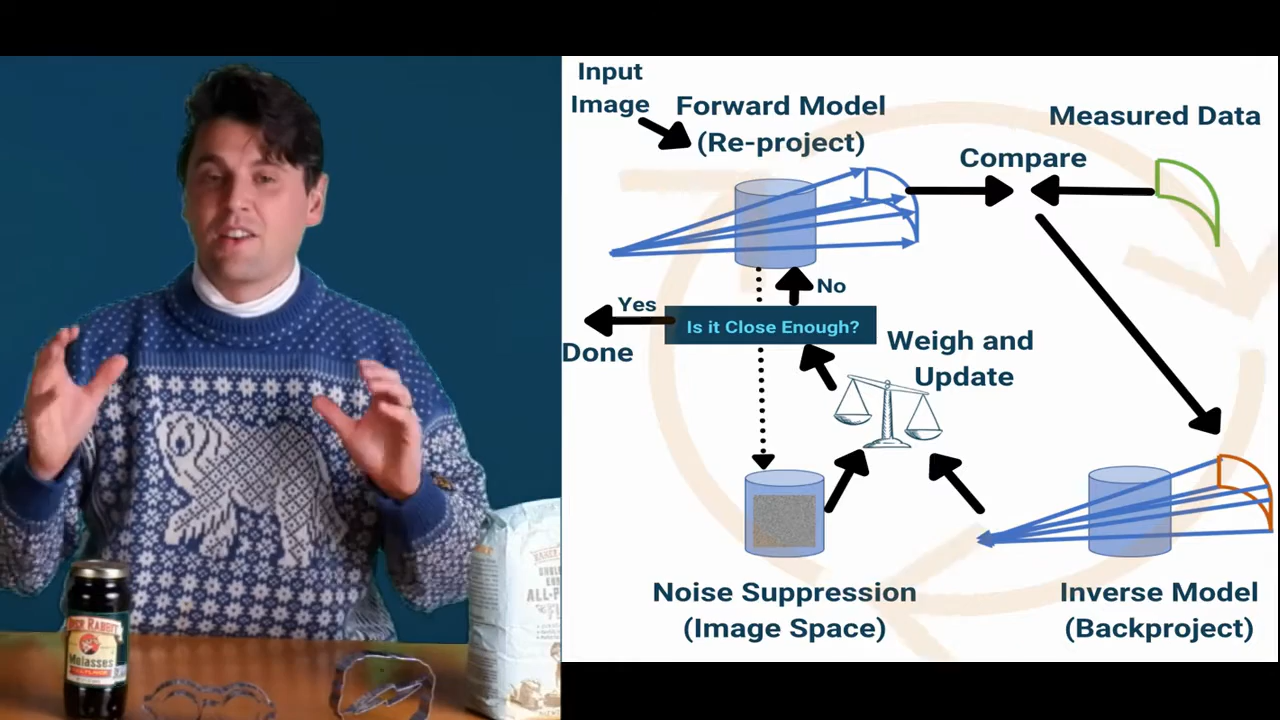 Input
Image
Forward Model
(Re-project)
Measured Data
Compare
No
Yes
Is it Close Enough?
Done
Weigh and
Update
Noise Suppression
(Image Space)
Inverse Model
(Backproject)
RABBIT
Molasses
ALL-P